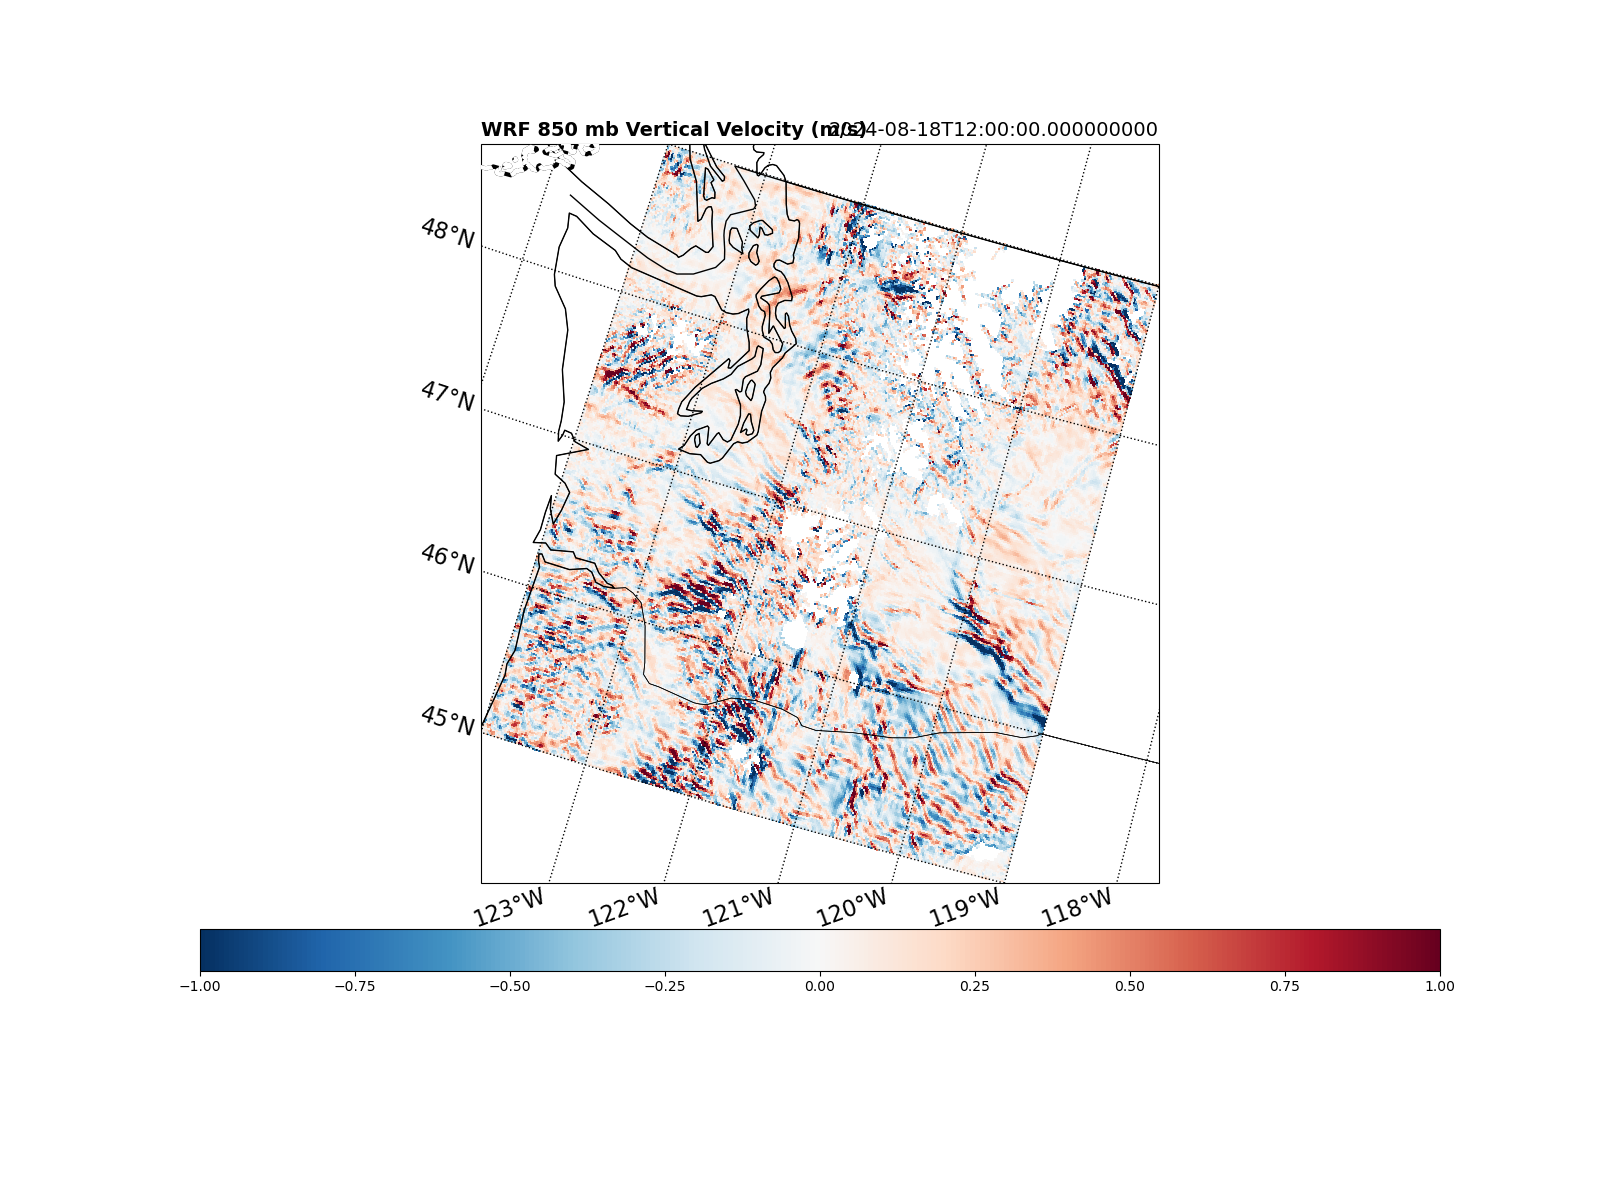 WRF 850 mb Vertical Velocity (m/s) 2024-08-18T12:00:00.000000000
48°N
47°N
46°N
45°N
123°W 122°W 121°W 120°W 119°W 118°W
−1.00 −0.75 −0.50 −0.25 0.00 0.25 0.50 0.75 1.00